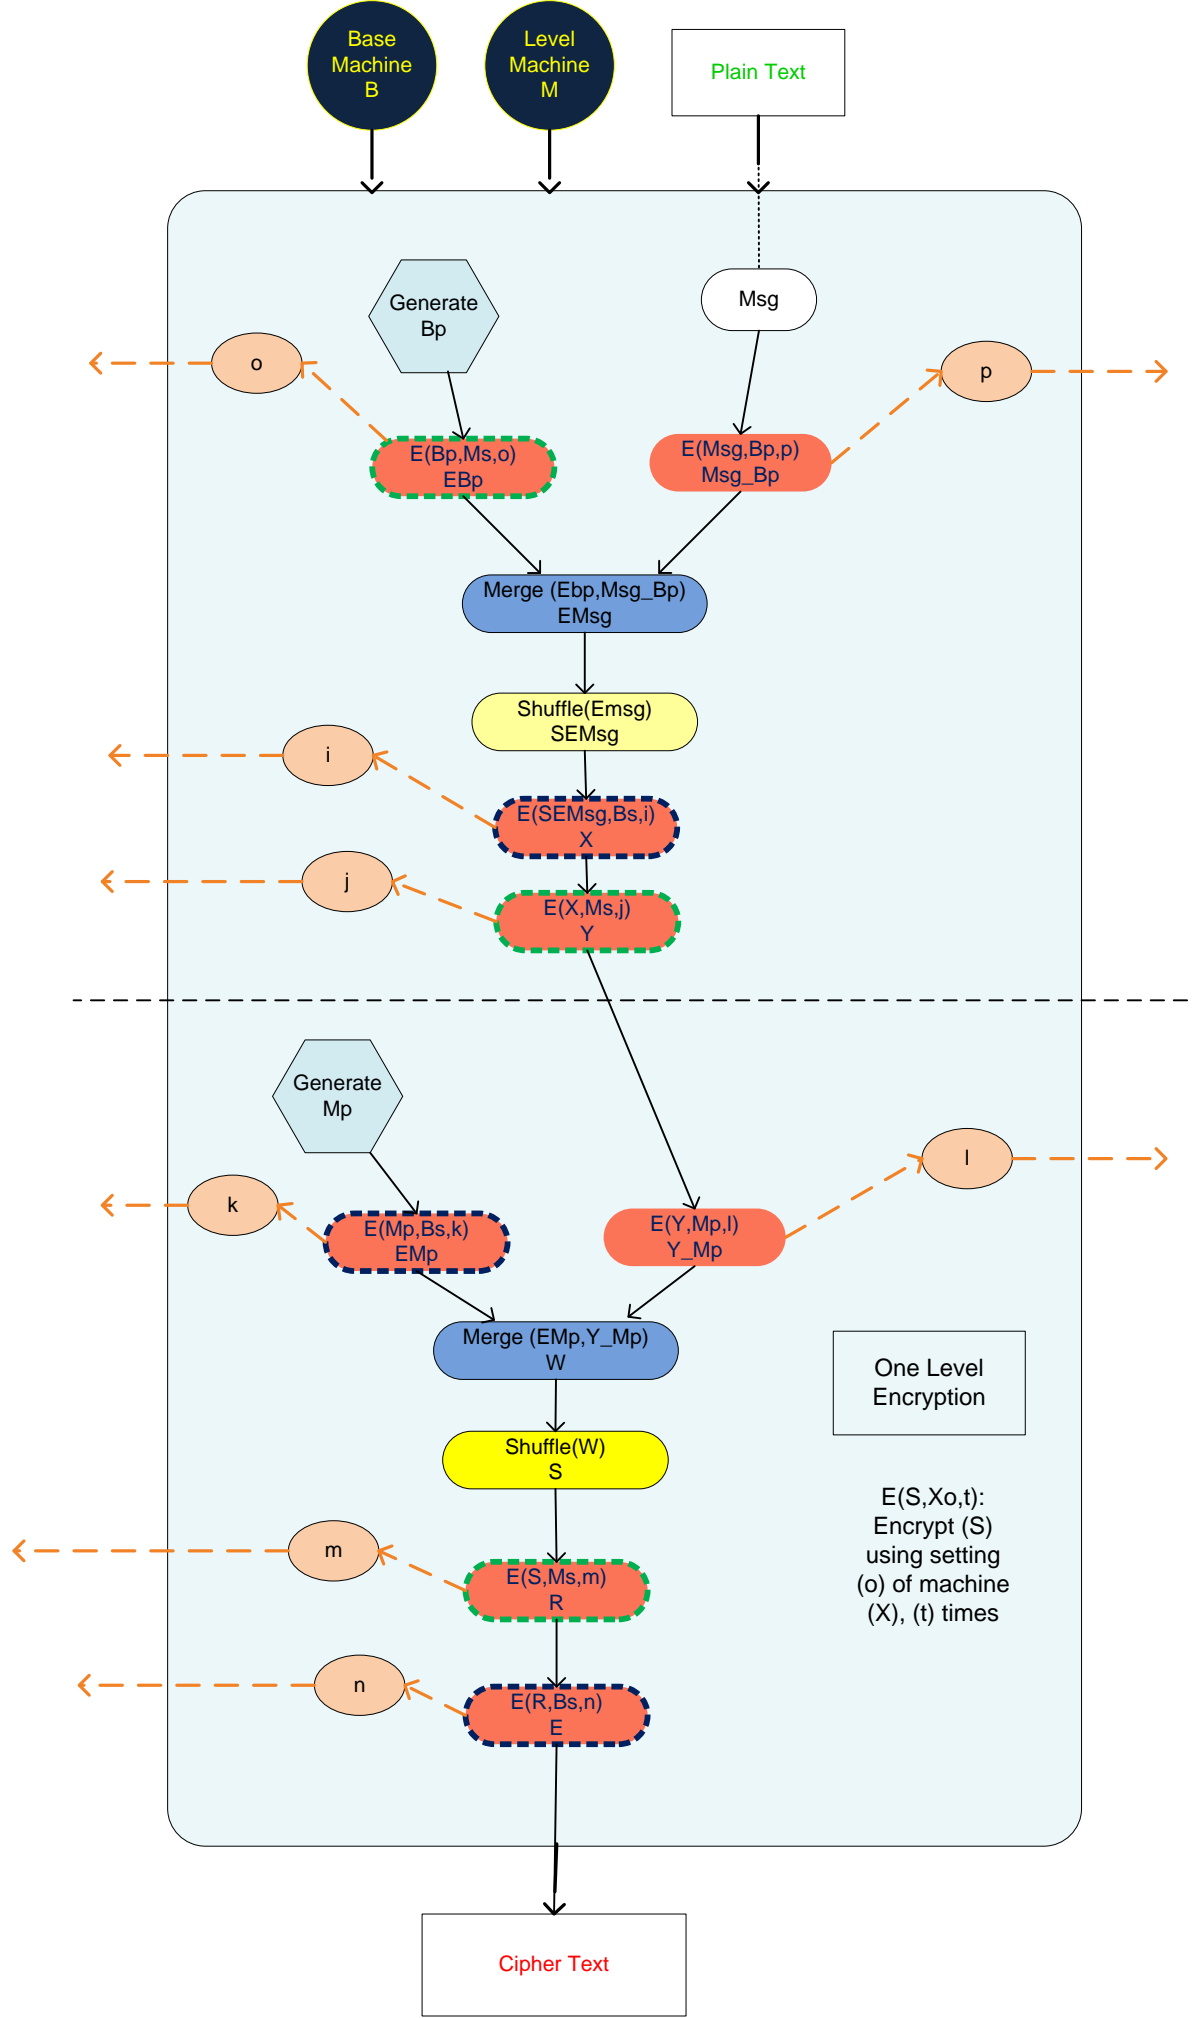 Base
Machine
B
Level
Machine
M
Plain Text
Generate
Bp
Msg
o
p
E(Bp,Ms,o)
EBp
E(Msg,Bp,p)
Msg_Bp
Merge (Ebp,Msg_Bp)
EMsg
Shuffle(Emsg)
SEMsg
i
E(SEMsg,Bs,i)
X
j
E(X,Ms,j)
Y
Generate
Mp
l
k
E(Mp,Bs,k)
EMp
E(Y,Mp,l)
Y_Mp
Merge (EMp,Y_Mp)
W
One Level
Encryption
Shuffle(W)
S
E(S,Xo,t):
Encrypt (S)
using setting
(o) of machine
(X), (t) times
m
E(S,Ms,m)
R
n
E(R,Bs,n)
E
Cipher Text